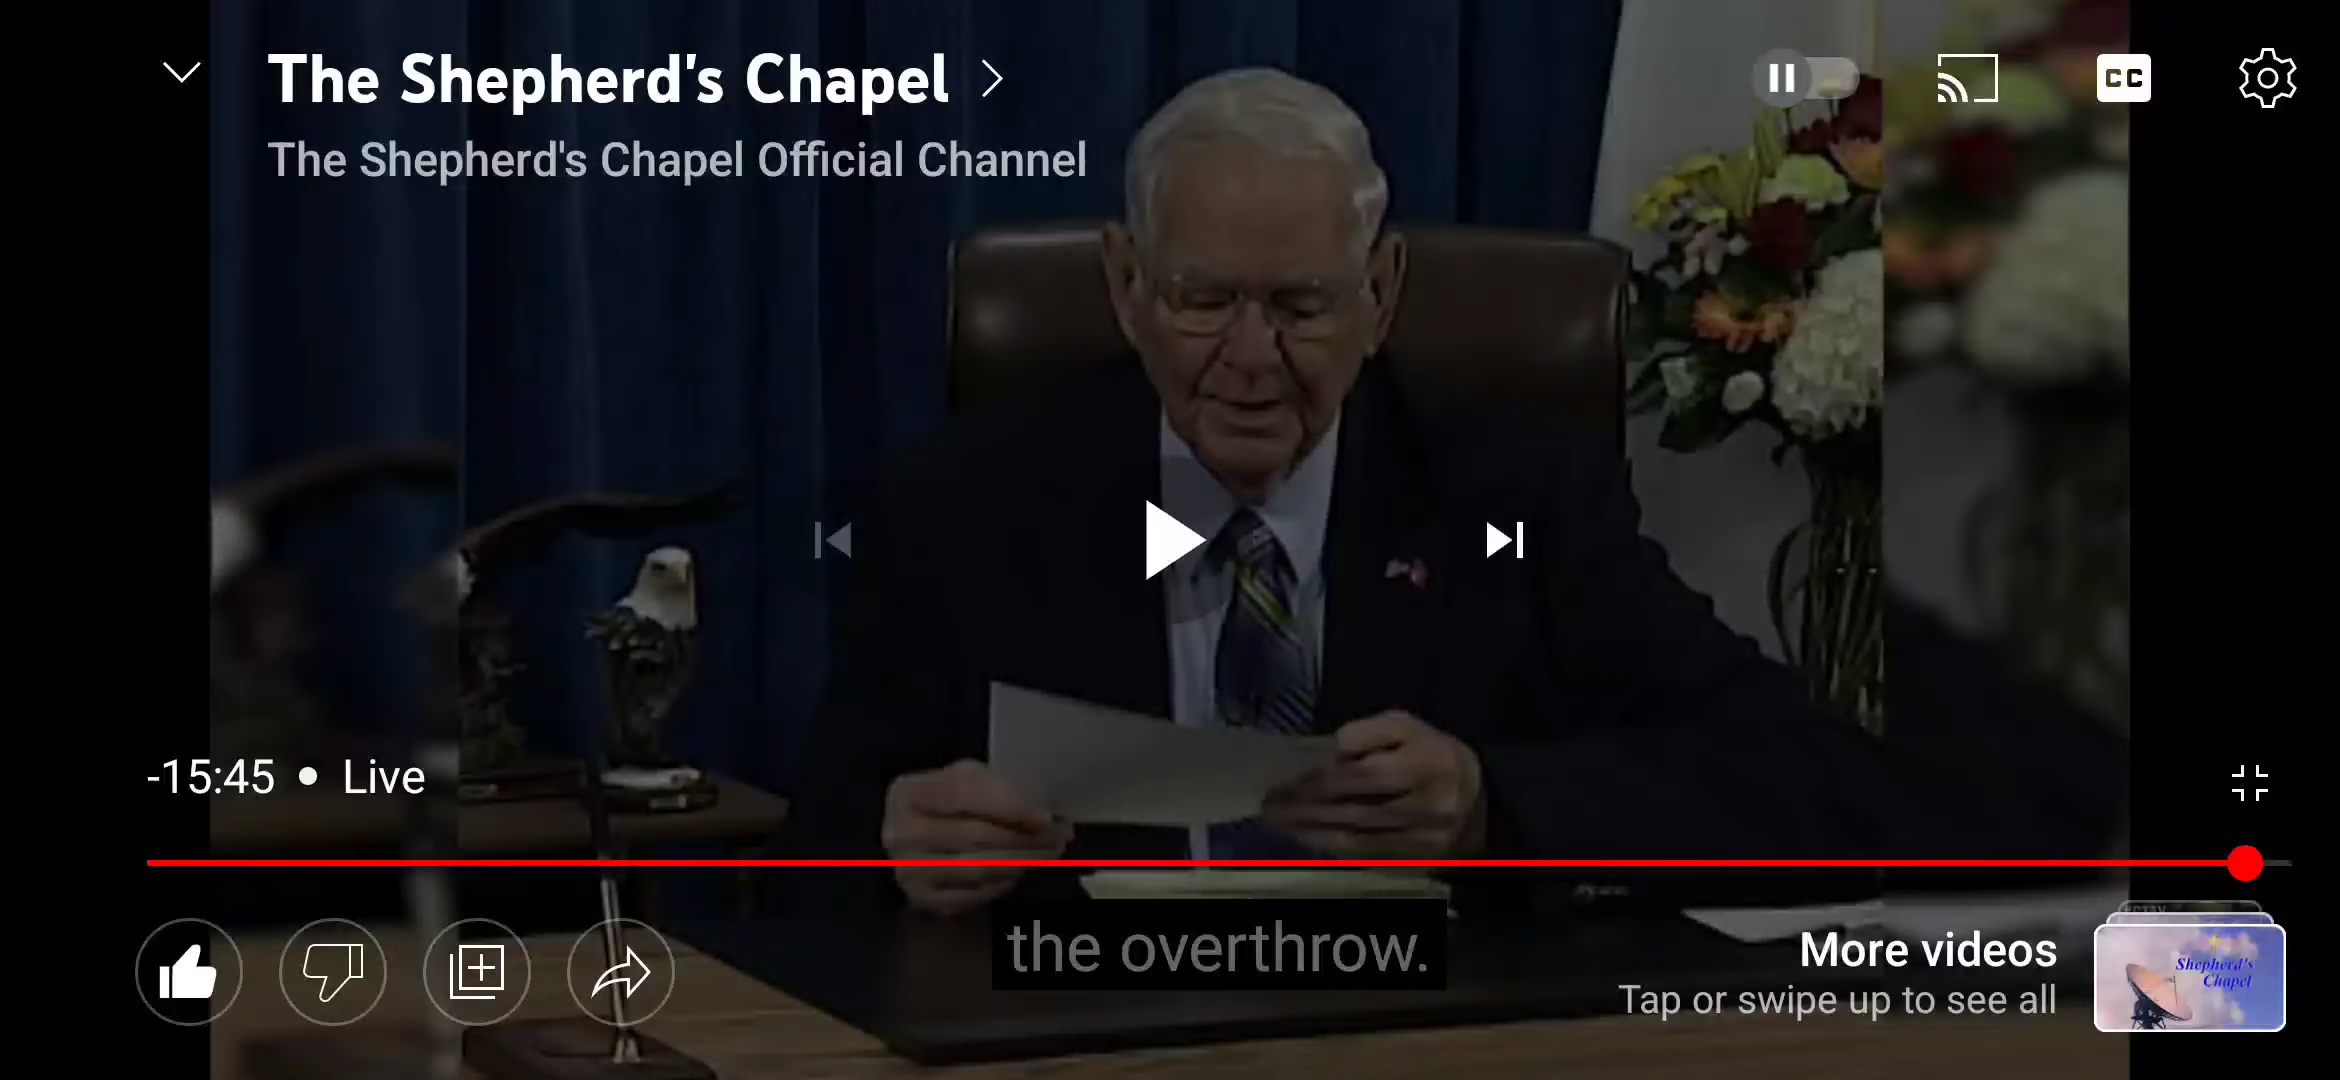 The Shepherd's Chapel
CC
The Shepherd's Chapel Official Channel
-15:45 • Live
the overthrow.
More videos
Tap or swipe up to see all
Shepherd's
Chapel